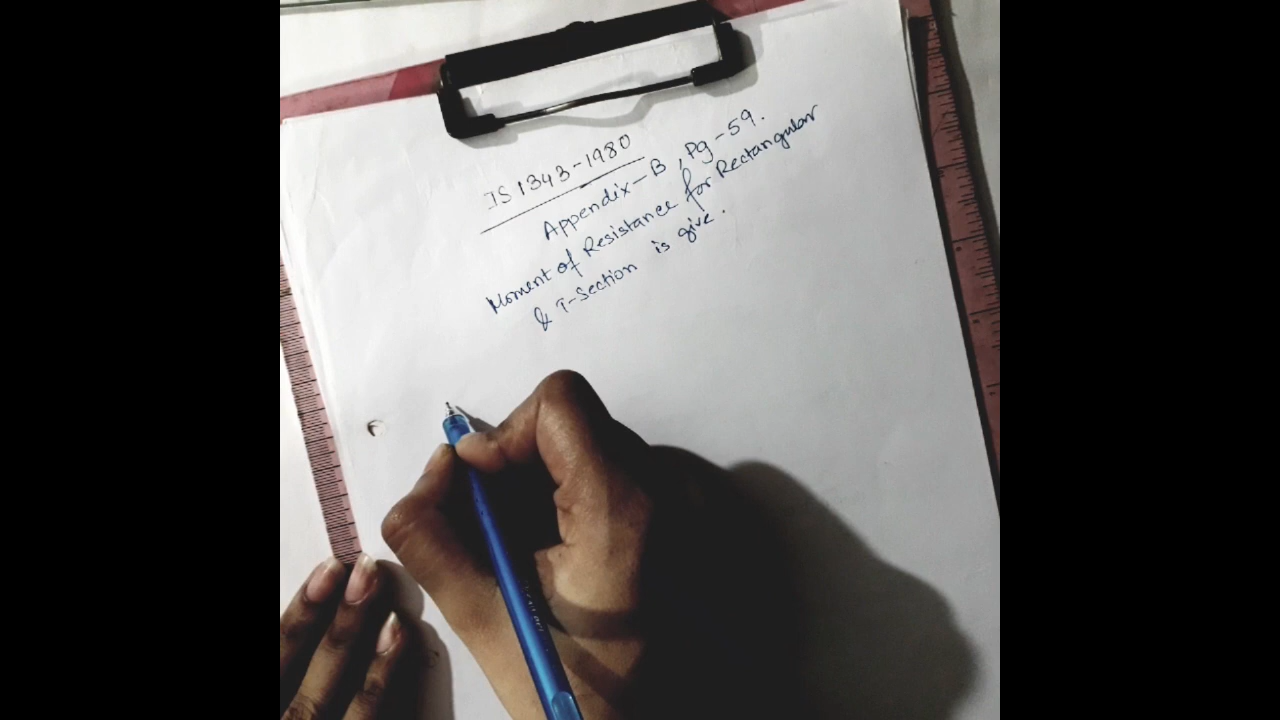 IS 1343-1980
Appendix-B, Pg-59.
Moment of Resistance for Rectangular
& T-Section is give.